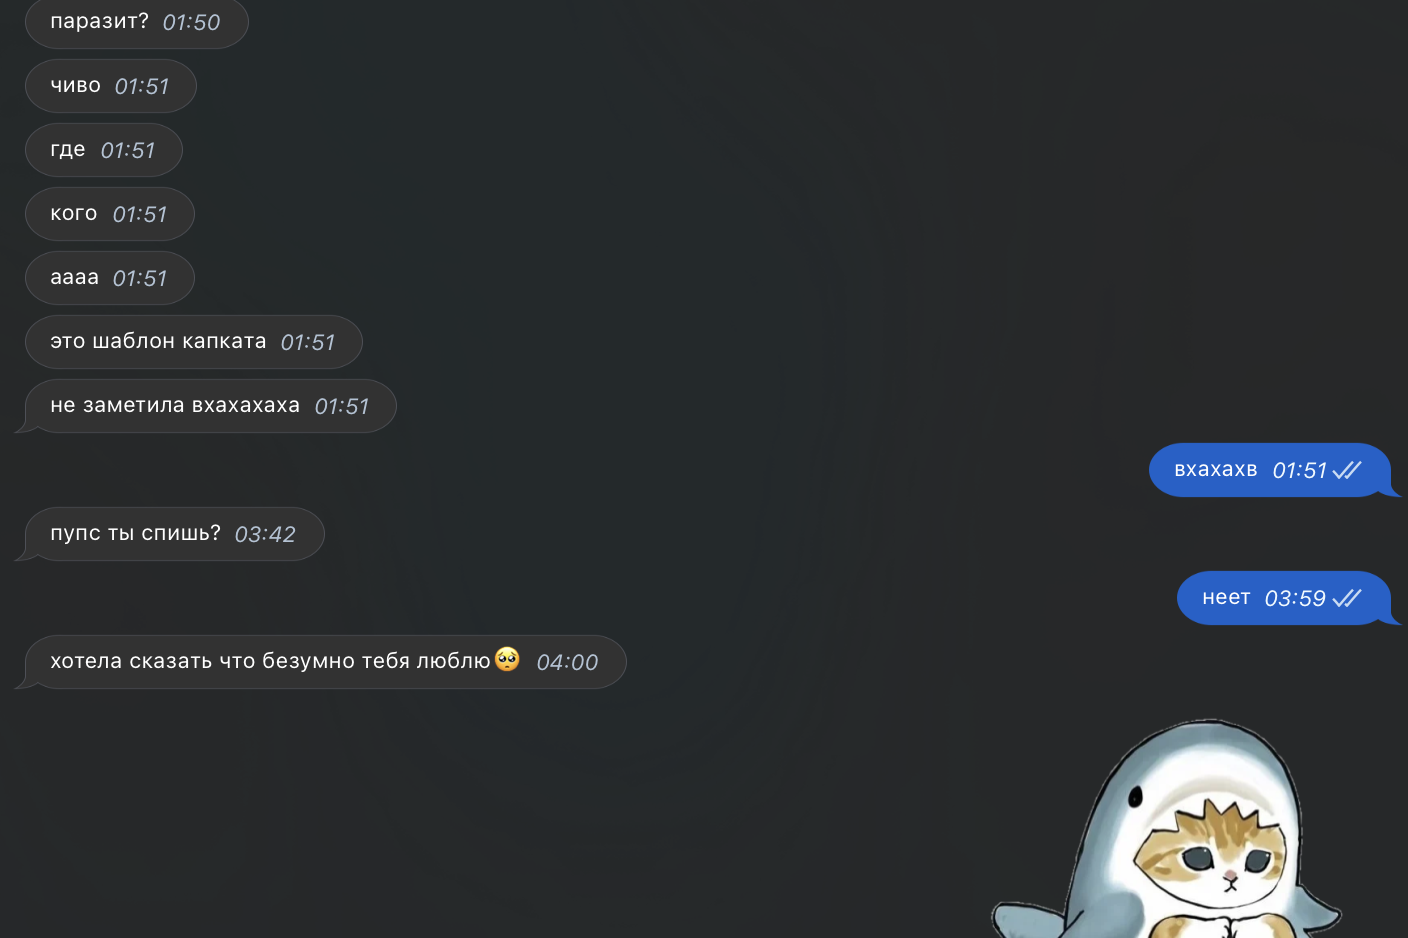 паразит? 01:50
чиво 01:51
где 01:51
кого 01:51
аааа 01:51
это шаблон капката 01:51
не заметила вхахахаха 01:51
вхахахв 01:51
пупс ты спишь? 03:42
неет 03:59
хотела сказать что безумно тебя люблю🥺 04:00